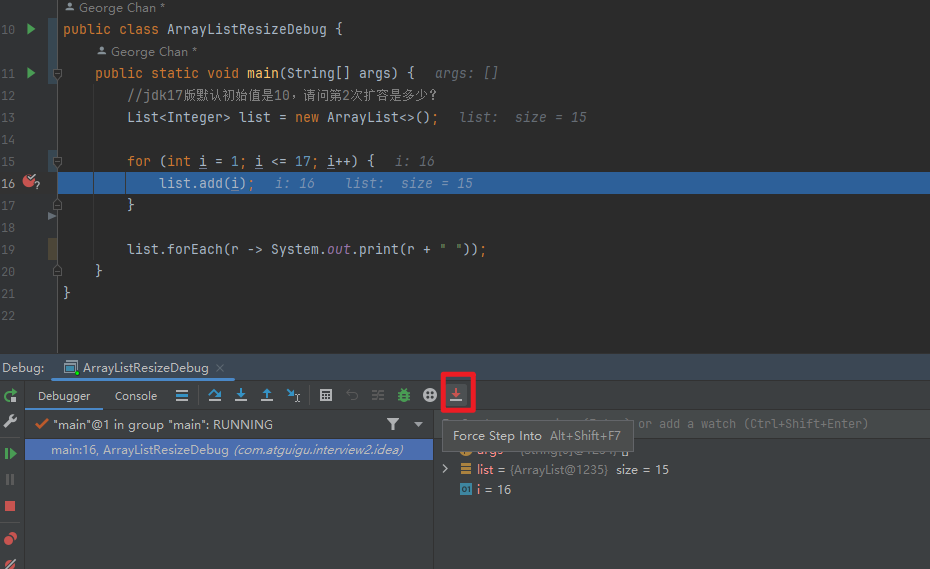 George Chan *
10 public class ArrayListResizeDebug {
George Chan *
11 public static void main(String[] args) { args: []
12 //jdk17版默认初始值是10，请问第2次扩容是多少？
13 List<Integer> list = new ArrayList<>(); list: size = 15
14
15 for (int i = 1; i <= 17; i++) { i: 16
16 list.add(i); i: 16 list: size = 15
17 }
18
19 list.forEach(r -> System.out.print(r + " "));
20 }
21 }
22
Debug: ArrayListResizeDebug
Debugger Console
"main"@1 in group "main": RUNNING
or add a watch (Ctrl+Shift+Enter)
Force Step Into Alt+Shift+F7
main:16, ArrayListResizeDebug (com.atguigu.interview2.idea)
list = {ArrayList@1235} size = 15
01 i = 16